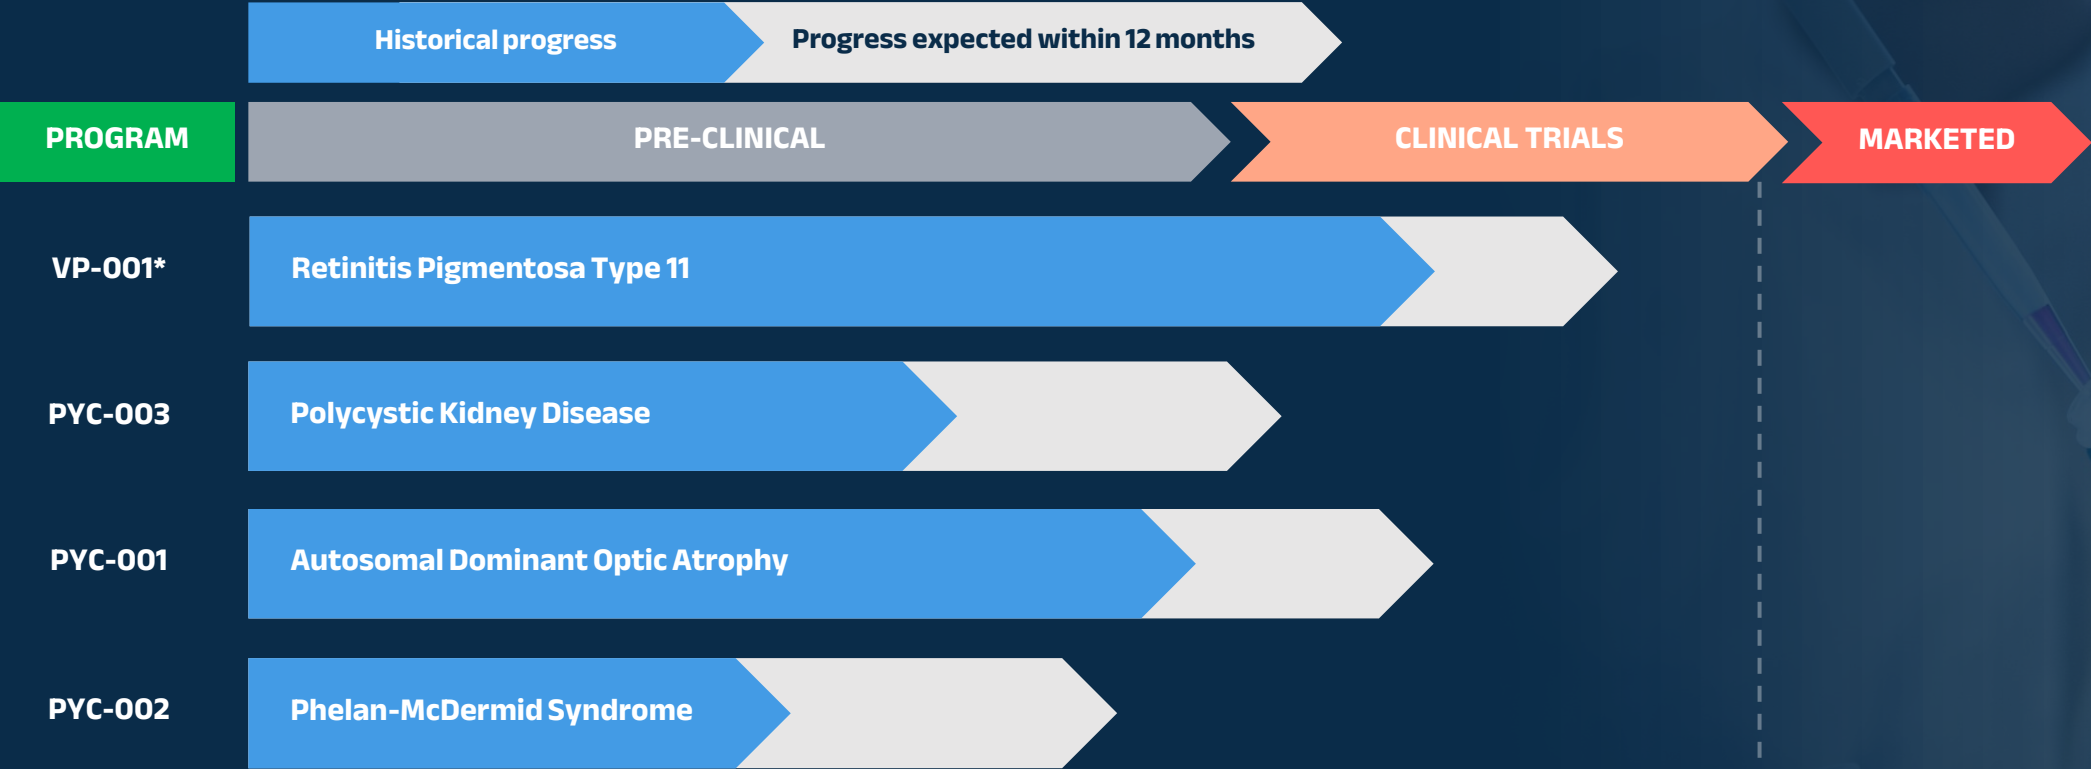 Historical progress
Progress expected within 12 months
PROGRAM
PRE-CLINICAL
CLINICAL TRIALS
MARKETED
VP-001*
Retinitis Pigmentosa Type 11
PYC-003
Polycystic Kidney Disease
PYC-001
Autosomal Dominant Optic Atrophy
PYC-002
Phelan-McDermid Syndrome